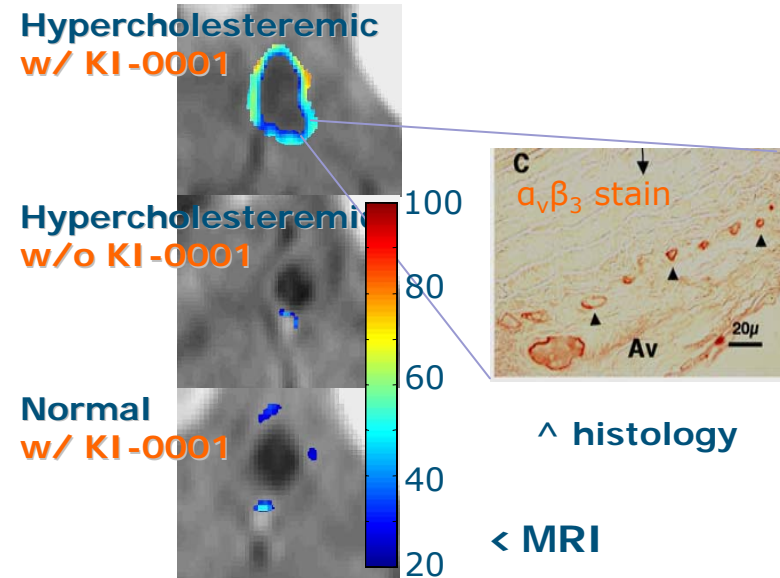 Hypercholesteremic
w/ KI-0001
Hypercholesteremic
w/o KI-0001
Normal
w/ KI-0001
100
80
60
40
20
C
αvβ3 stain
Av
20μ
^ histology
< MRI